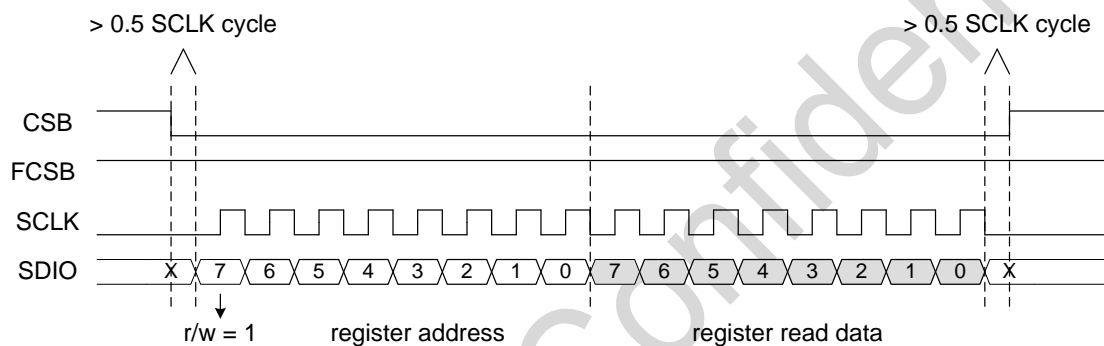 > 0.5 SCLK cycle > 0.5 SCLK cycle
CSB
FCSB
SCLK
SDIO X 7 6 5 4 3 2 1 0 7 6 5 4 3 2 1 0 X
r/w = 1 register address register read data